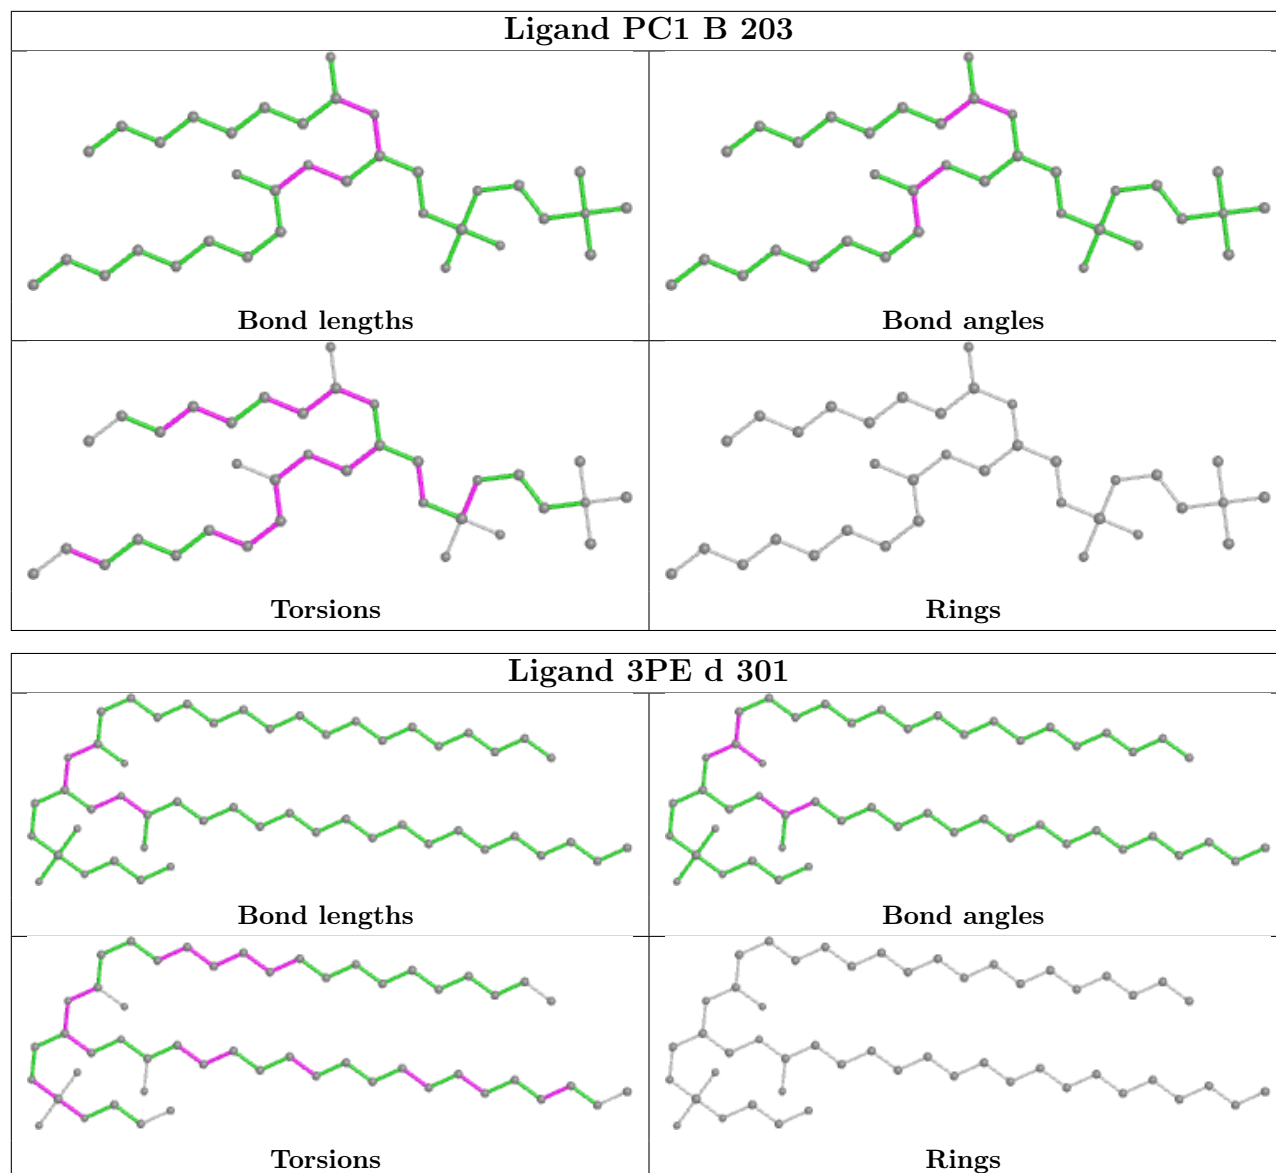 Ligand PC1 B 203
Bond lengths
Bond angles
Torsions
Rings
Ligand 3PE d 301
Bond lengths
Bond angles
Torsions
Rings